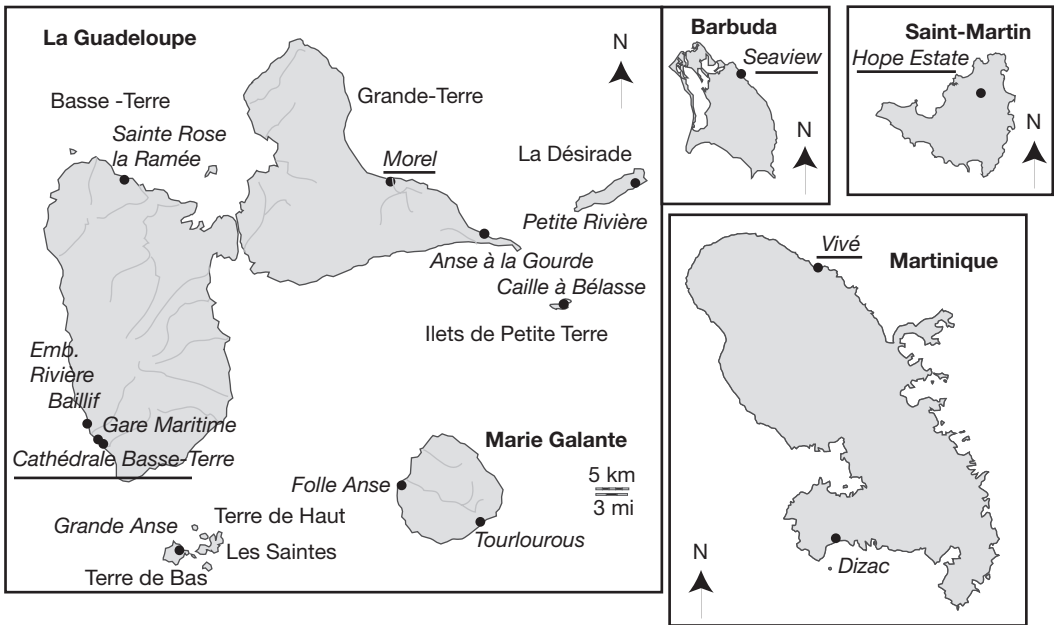 La Guadeloupe
N
Basse -Terre
Grande-Terre
Sainte Rose
la Ramée
Morel
La Désirade
Petite Rivière
Anse à la Gourde
Caille à Bélasse
Ilets de Petite Terre
Emb.
Rivière
Baillif
Gare Maritime
Cathédrale Basse-Terre
Marie Galante
Folle Anse
5 km
3 mi
Tourlourous
Grande Anse
Terre de Haut
Les Saintes
Terre de Bas
Barbuda
Seaview
N
Saint-Martin
Hope Estate
N
Vivé
Martinique
N
Dizac